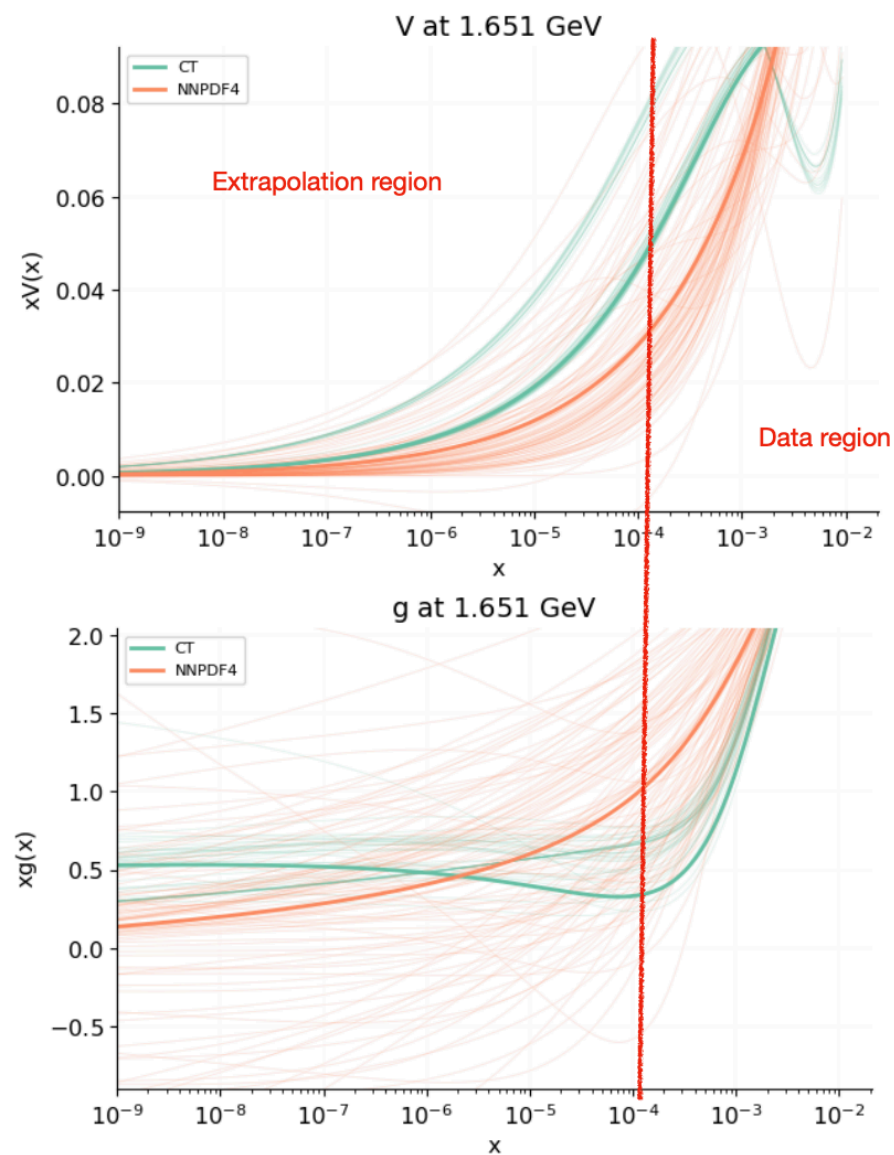 V at 1.651 GeV
CT
NNPDF4
0.08
Extrapolation region
0.06
xV(x)
0.04
0.02
Data region
0.00
10⁻⁹ 10⁻⁸ 10⁻⁷ 10⁻⁶ 10⁻⁵ 10⁻⁴ 10⁻³ 10⁻²
x
g at 1.651 GeV
2.0
CT
NNPDF4
1.5
1.0
xg(x)
0.5
0.0
−0.5
10⁻⁹ 10⁻⁸ 10⁻⁷ 10⁻⁶ 10⁻⁵ 10⁻⁴ 10⁻³ 10⁻²
x